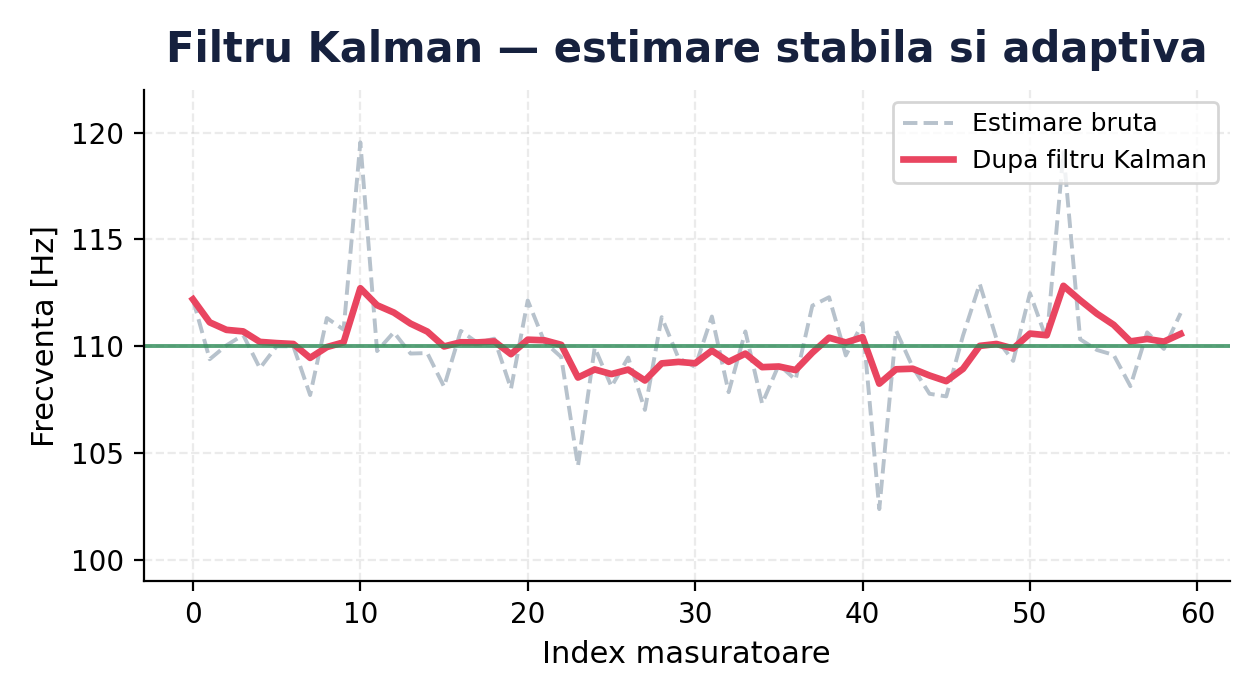 Filtru Kalman — estimare stabila si adaptiva
Estimare bruta
Dupa filtru Kalman
Frecventa [Hz]
120
115
110
105
100
0 10 20 30 40 50 60
Index masuratoare